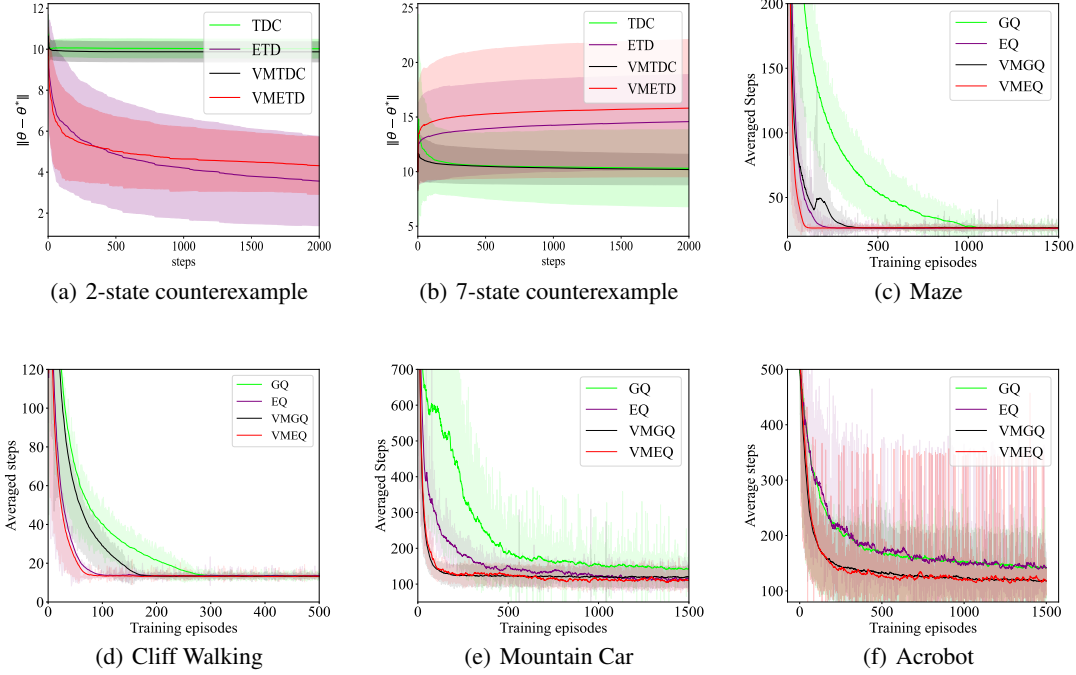 12
10
8
6
4
2
0
500
1000
1500
2000
‖θ − θ*‖
steps
TDC
ETD
VMTDC
VMETD
(a) 2-state counterexample
25
20
15
10
5
0
500
1000
1500
2000
‖θ − θ*‖
steps
TDC
ETD
VMTDC
VMETD
(b) 7-state counterexample
200
150
100
50
0
500
1000
1500
Averaged Steps
Training episodes
GQ
EQ
VMGQ
VMEQ
(c) Maze
120
100
80
60
40
20
0
0
100
200
300
400
500
Averaged steps
Training episodes
GQ
EQ
VMGQ
VMEQ
(d) Cliff Walking
700
600
500
400
300
200
100
0
500
1000
1500
Averaged Steps
Training episodes
GQ
EQ
VMGQ
VMEQ
(e) Mountain Car
500
400
300
200
100
0
500
1000
1500
Average steps
Training episodes
GQ
EQ
VMGQ
VMEQ
(f) Acrobot